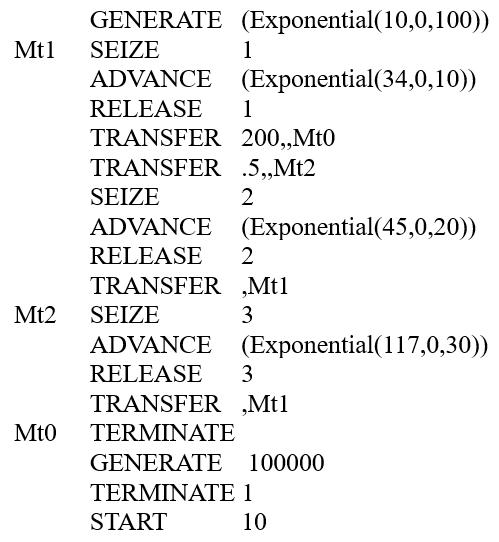 GENERATE (Exponential(10,0,100))
Mt1 SEIZE 1
ADVANCE (Exponential(34,0,10))
RELEASE 1
TRANSFER 200,,Mt0
TRANSFER .5,,Mt2
SEIZE 2
ADVANCE (Exponential(45,0,20))
RELEASE 2
TRANSFER ,Mt1
Mt2 SEIZE 3
ADVANCE (Exponential(117,0,30))
RELEASE 3
TRANSFER ,Mt1
Mt0 TERMINATE
GENERATE 100000
TERMINATE 1
START 10